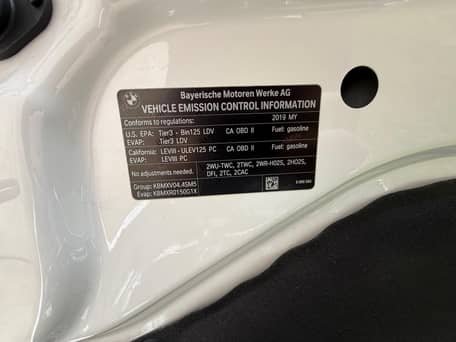 Bayerische Motoren Werke AG
VEHICLE EMISSION CONTROL INFORMATION
Conforms to regulations: 2019 MY
U.S. EPA: Tier3 - Bin125 LDV CA OBD II Fuel: gasoline
EVAP: Tier3 LDV
California: LEVIII - ULEV125 PC CA OBD II Fuel: gasoline
EVAP: LEVIII PC
No adjustments needed. 2WU-TWC, 2TWC, 2WR-HO2S, 2HO2S,
DFI, 2TC, 2CAC
Group: KBMXV04.4SM5
Evap: KBMXR0150G1X